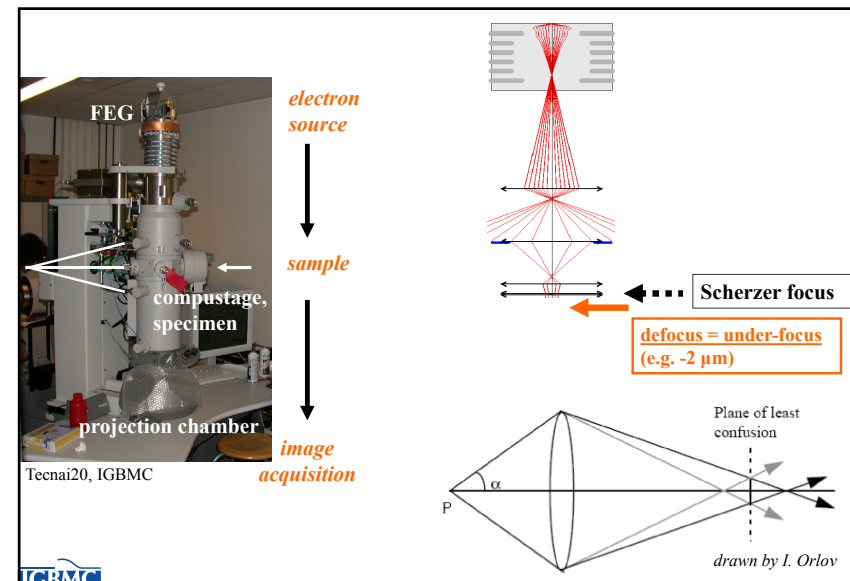 FEG
compustage,
specimen
projection chamber
Tecnai20, IGBMC
IGBMC
electron
source
sample
image
acquisition
Scherzer focus
defocus = under-focus
(e.g. -2 µm)
Plane of least
confusion
α
P
drawn by I. Orlov